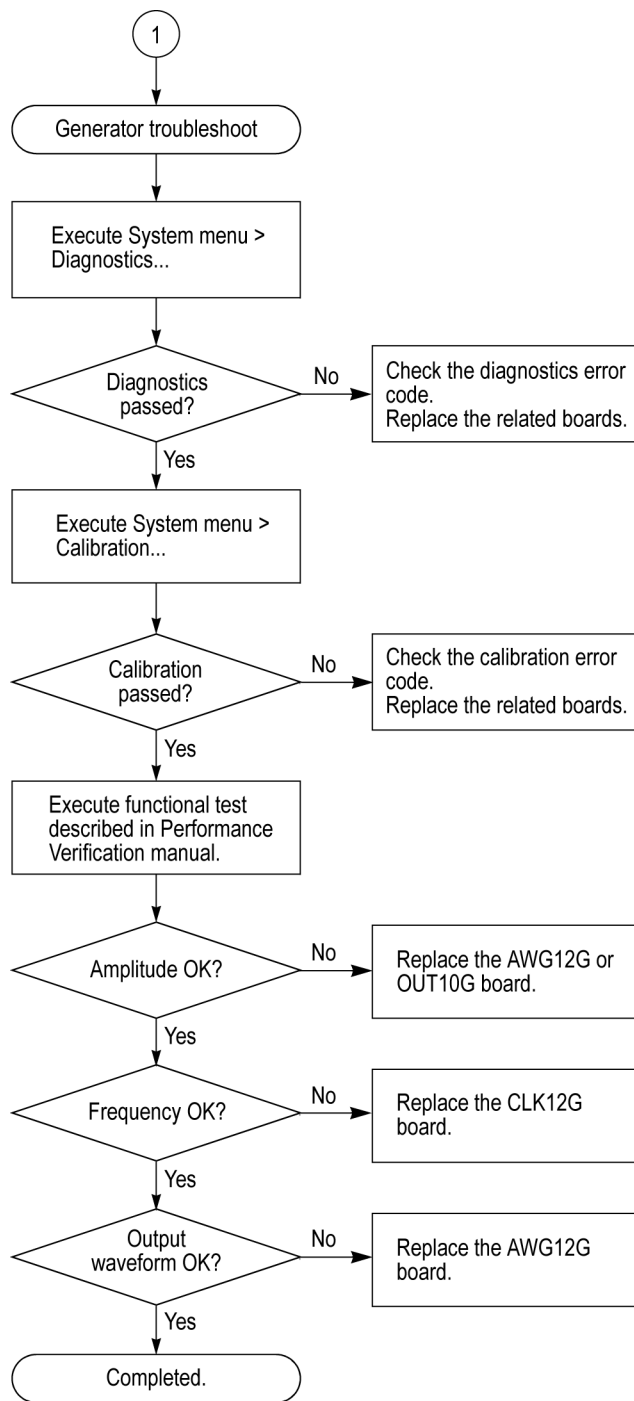 1
Generator troubleshoot
Execute System menu >
Diagnostics...
Diagnostics
passed?
No
Check the diagnostics error
code.
Replace the related boards.
Yes
Execute System menu >
Calibration...
Calibration
passed?
No
Check the calibration error
code.
Replace the related boards.
Yes
Execute functional test
described in Performance
Verification manual.
Amplitude OK?
No
Replace the AWG12G or
OUT10G board.
Yes
Frequency OK?
No
Replace the CLK12G
board.
Yes
Output
waveform OK?
No
Replace the AWG12G
board.
Yes
Completed.